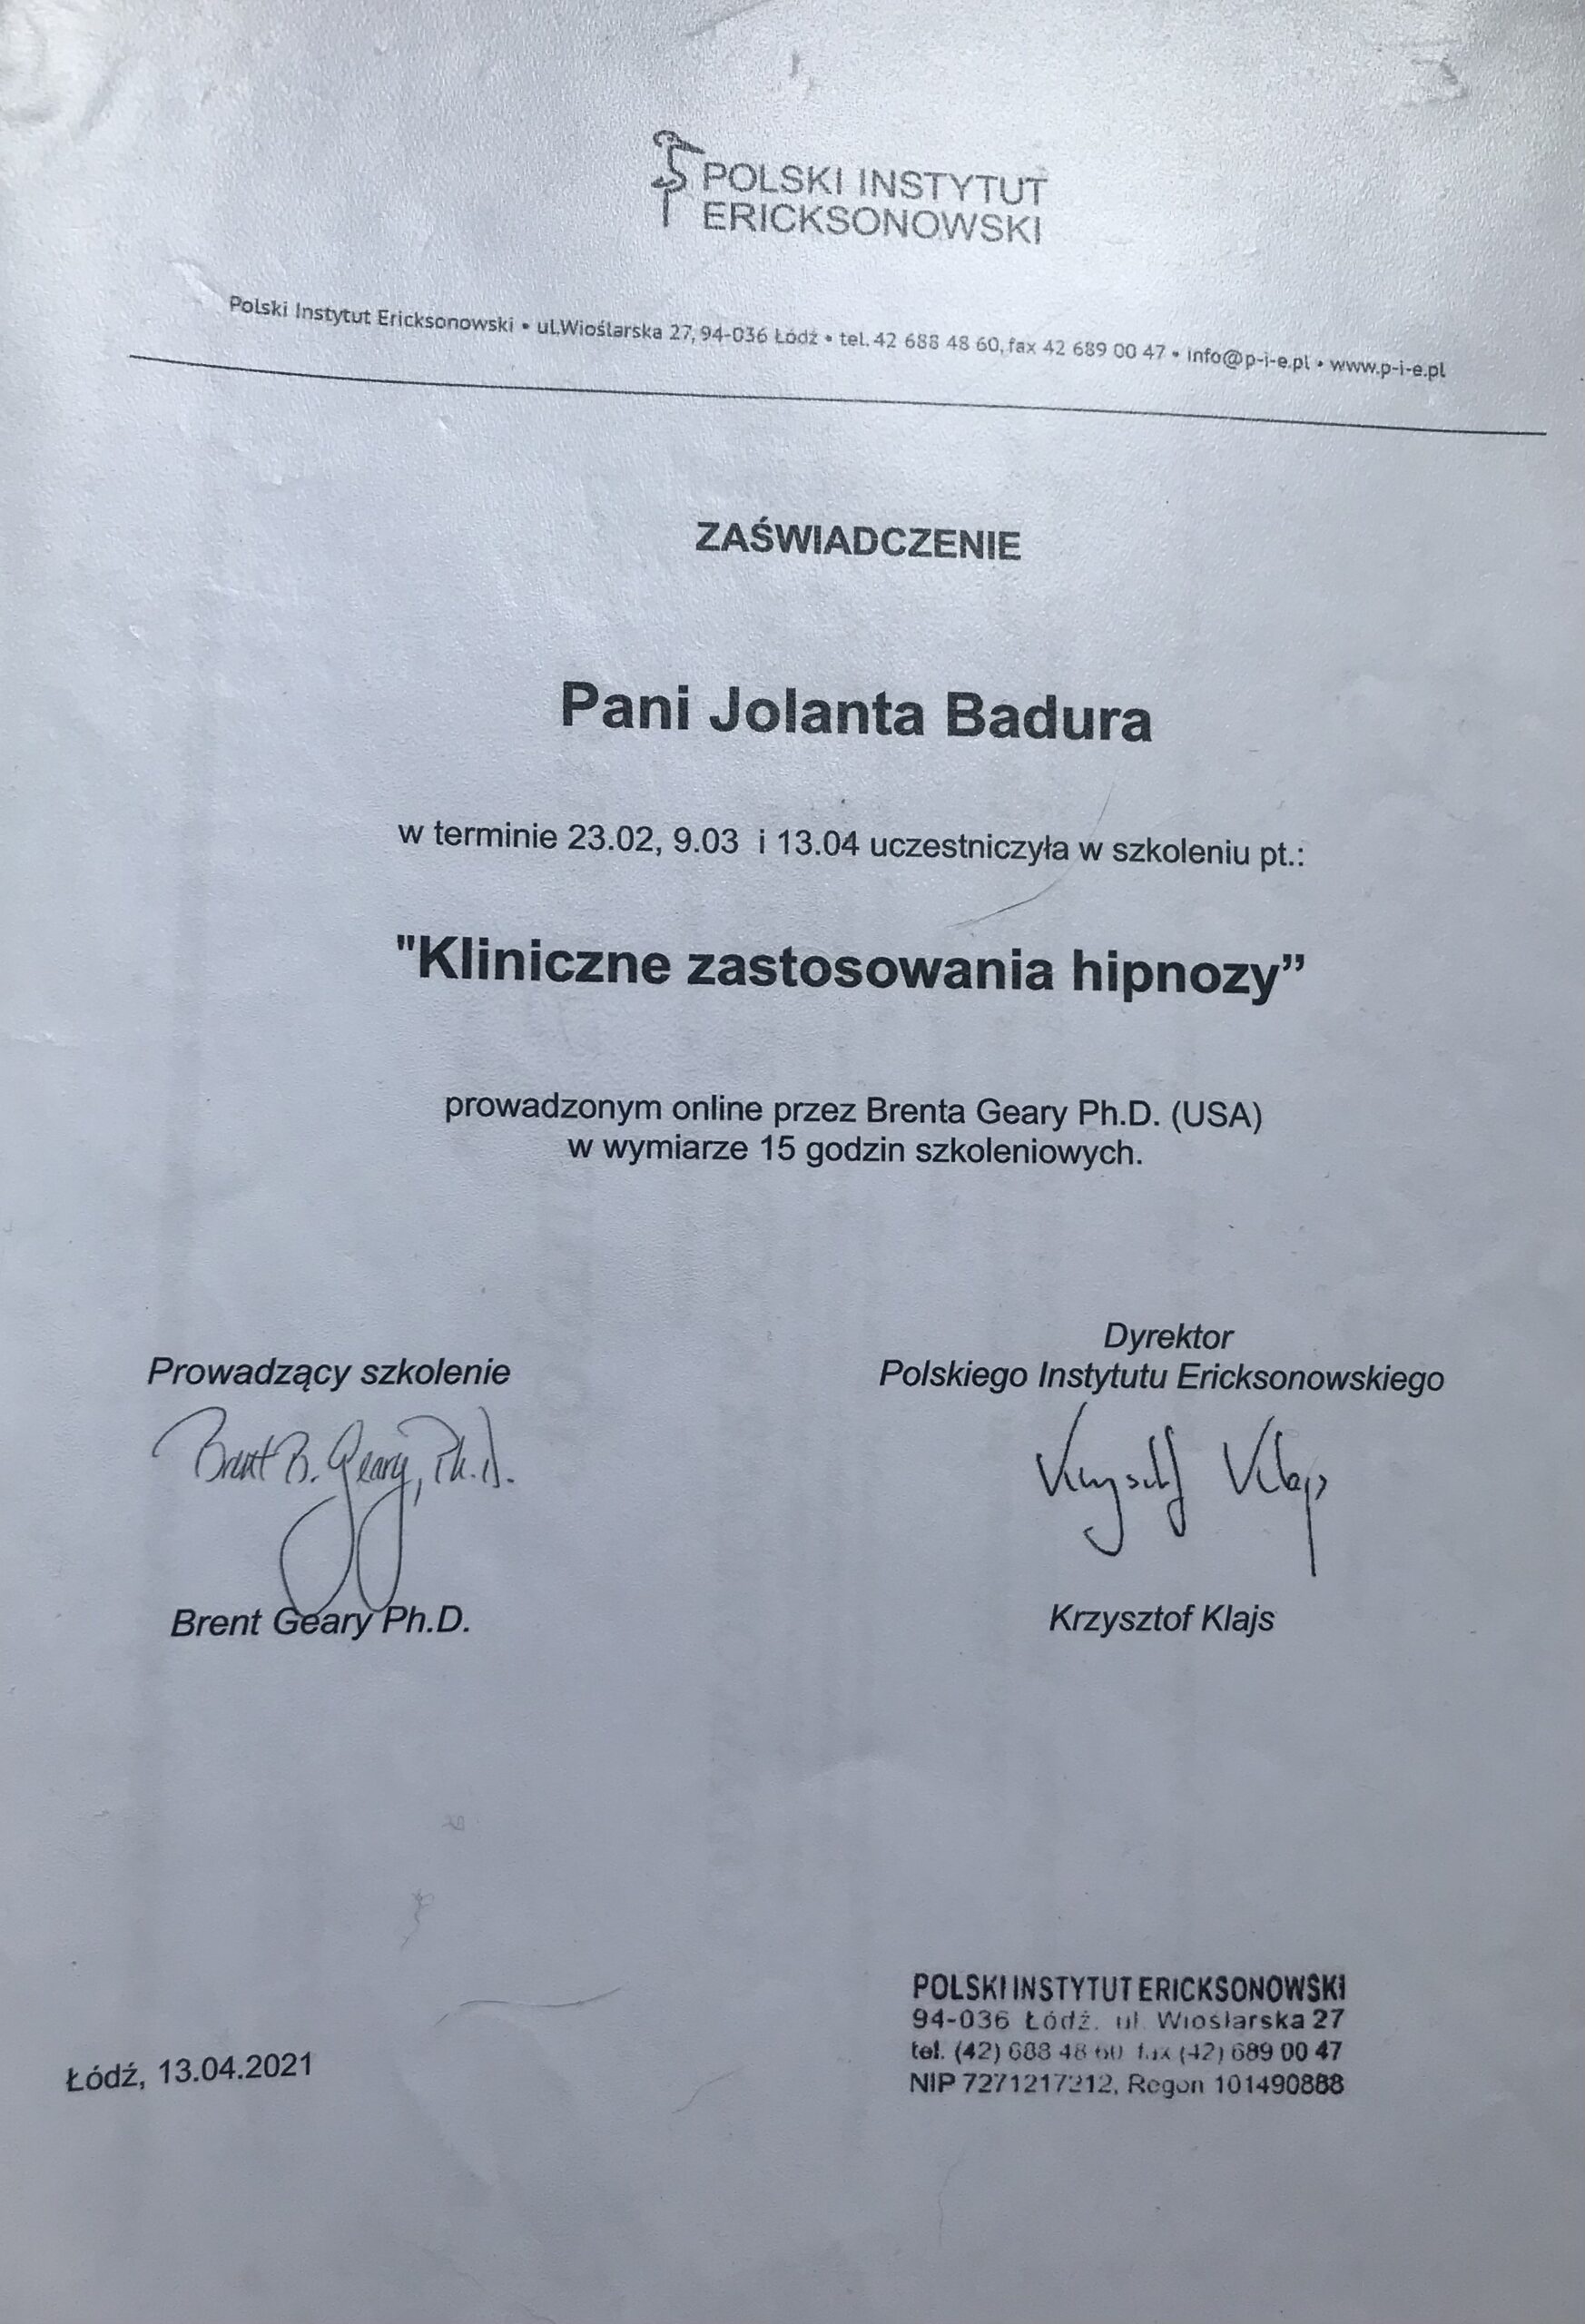 POLSKI INSTYTUT
ERICKSONOWSKI
Polski Instytut Ericksonowski • ul.Wioślarska 27, 94-036 Łódź • tel. 42 688 48 60, fax 42 689 00 47 • info@p-i-e.pl • www.p-i-e.pl
ZAŚWIADCZENIE
Pani Jolanta Badura
w terminie 23.02, 9.03 i 13.04 uczestniczyła w szkoleniu pt.:
"Kliniczne zastosowania hipnozy”
prowadzonym online przez Brenta Geary Ph.D. (USA)
w wymiarze 15 godzin szkoleniowych.
Prowadzący szkolenie
Brent B. Geary, Ph.D.
Brent Geary Ph.D.
Dyrektor
Polskiego Instytutu Ericksonowskiego
Krzysztof Klajs
Krzysztof Klajs
Łódź, 13.04.2021
POLSKI INSTYTUT ERICKSONOWSKI
94-036 Łódź. ul. Wioślarska 27
tel. (42) 688 48 60 fax (42) 689 00 47
NIP 7271217212, Regon 101490888